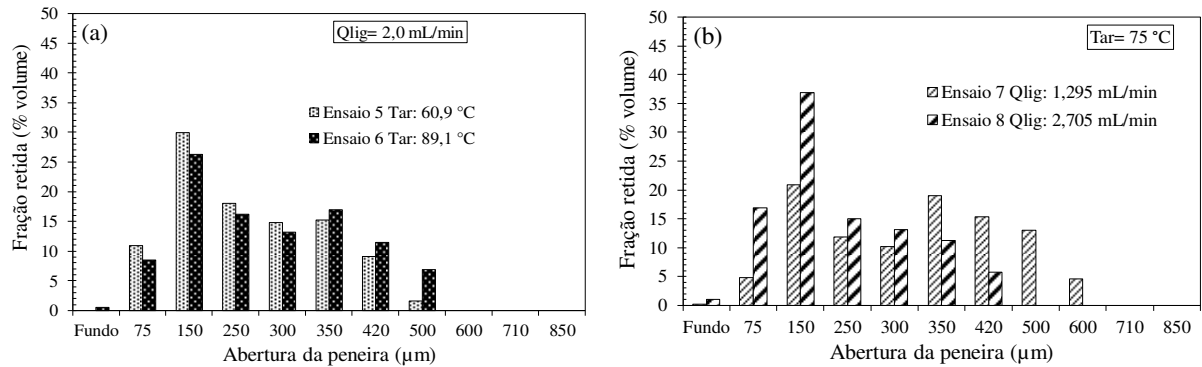 (a)
Qlig= 2,0 mL/min
Fração retida (% volume)
50
45
40
35
30
25
20
15
10
5
0
Ensaio 5 Tar: 60,9 °C
Ensaio 6 Tar: 89,1 °C
Fundo 75 150 250 300 350 420 500 600 710 850
Abertura da peneira (µm)
(b)
Tar= 75 °C
Fração retida (% volume)
50
45
40
35
30
25
20
15
10
5
0
Ensaio 7 Qlig: 1,295 mL/min
Ensaio 8 Qlig: 2,705 mL/min
Fundo 75 150 250 300 350 420 500 600 710 850
Abertura da peneira (µm)